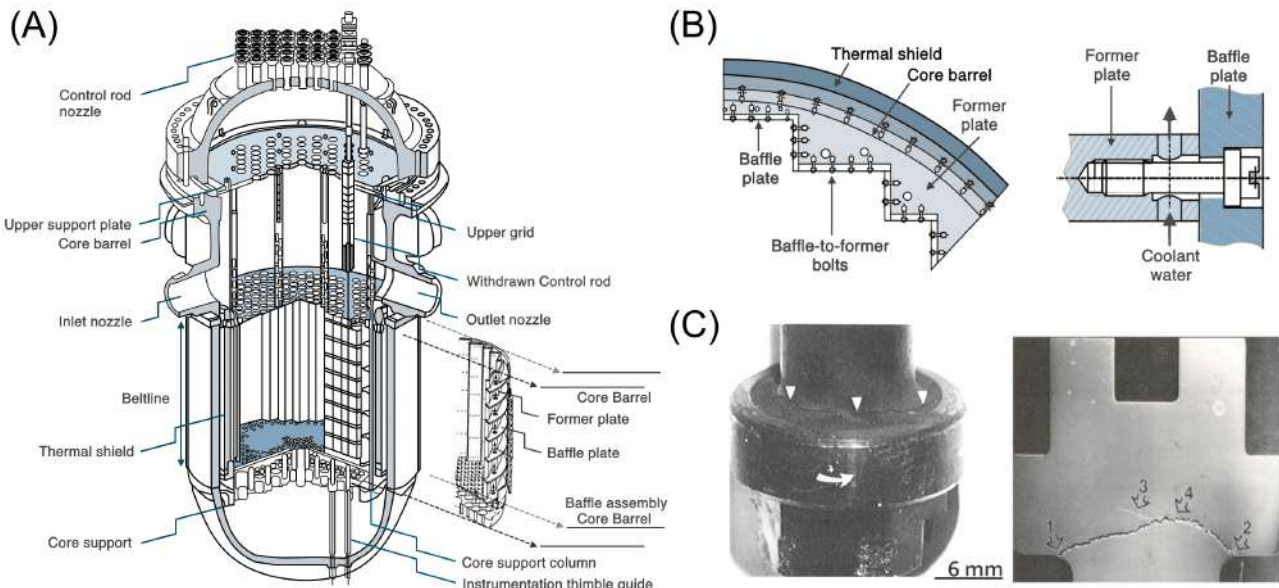 (A)
Control rod
nozzle
Upper support plate
Core barrel
Inlet nozzle
Beltline
Thermal shield
Core support
Upper grid
Withdrawn Control rod
Outlet nozzle
Core Barrel
Former plate
Baffle plate
Baffle assembly
Core Barrel
Core support column
Instrumentation thimble guide
(B)
Thermal shield
Core barrel
Former
plate
Baffle
plate
Baffle-to-former
bolts
Former
plate
Baffle
plate
Coolant
water
(C)
6 mm
1
3
4
2